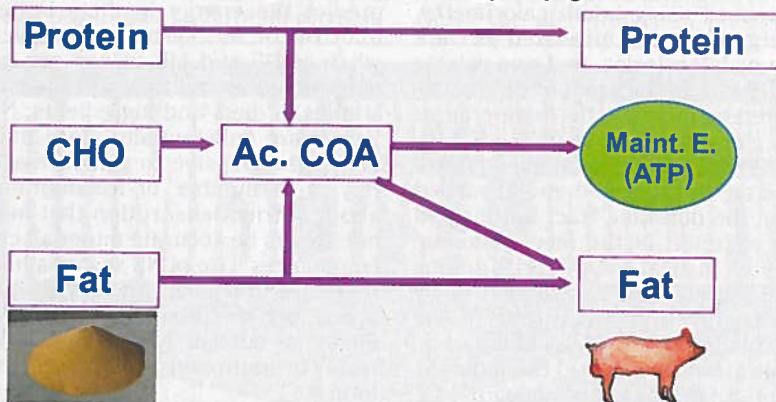 Protein
Protein
CHO
Ac. COA
Maint. E.
(ATP)
Fat
Fat